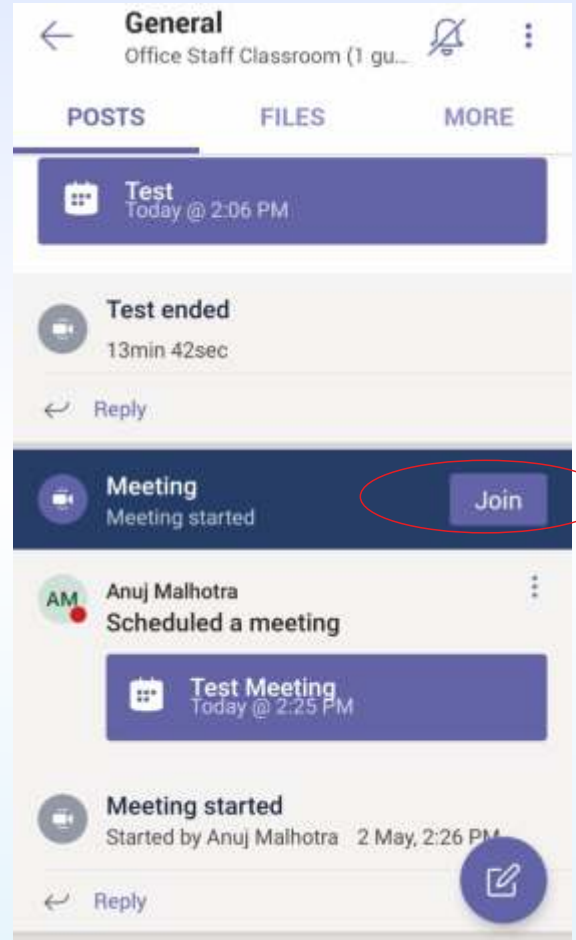 General
Office Staff Classroom (1 gu...
POSTS FILES MORE
Test
Today @ 2:06 PM
Test ended
13min 42sec
Reply
Meeting
Meeting started
Join
AM
Anuj Malhotra
Scheduled a meeting
Test Meeting
Today @ 2:25 PM
Meeting started
Started by Anuj Malhotra 2 May, 2:26 PM
Reply